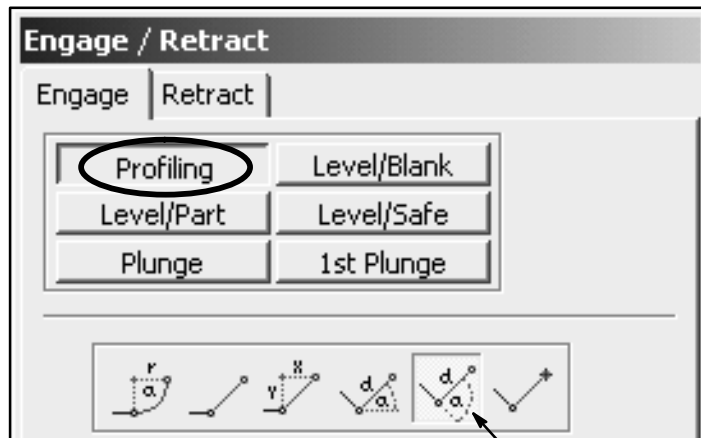 Engage / Retract
Engage Retract
Profiling Level/Blank
Level/Part Level/Safe
Plunge 1st Plunge
r x d d
a y a a